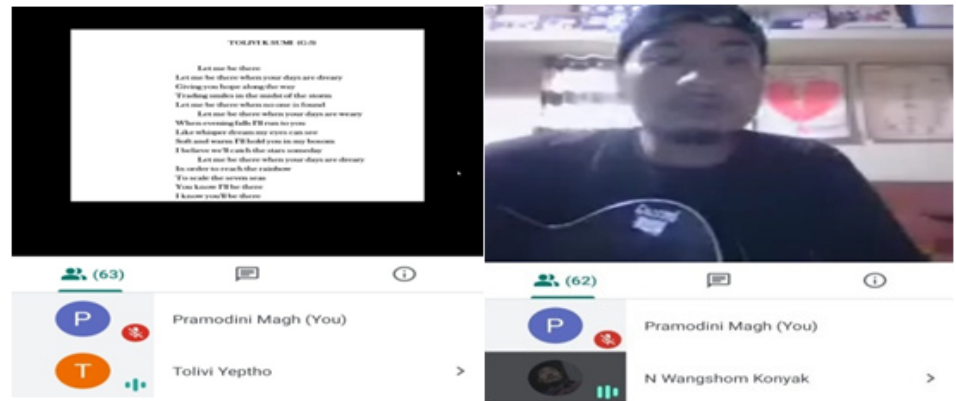 TOLIVI K SUMI (G-3)
Let me be there
Let me be there when your days are dreary
Giving you hope along the way
Trading smiles in the midst of the storm
Let me be there when no one is found
Let me be there when your days are weary
When evening falls I'll run to you
Like whisper dream my eyes can see
Soft and warm I'll hold you in my bosom
I believe we'll catch the stars someday
Let me be there when your days are dreary
In order to reach the rainbow
To scale the seven seas
You know I'll be there
I know you'll be there
(63)
P
Pramodini Magh (You)
T
Tolivi Yeptho
(62)
P
Pramodini Magh (You)
N Wangshom Konyak